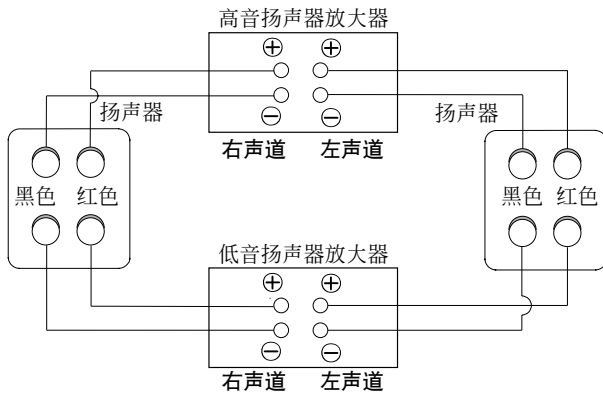 高音扬声器放大器
⊕ ⊕
扬声器 扬声器
⊖ ⊖
右声道 左声道
黑色 红色 黑色 红色
低音扬声器放大器
⊕ ⊕
⊖ ⊖
右声道 左声道